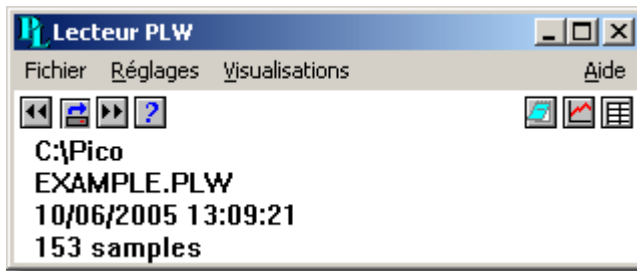 Lecteur PLW
Fichier Réglages Visualisations Aide
C:\Pico
EXAMPLE.PLW
10/06/2005 13:09:21
153 samples